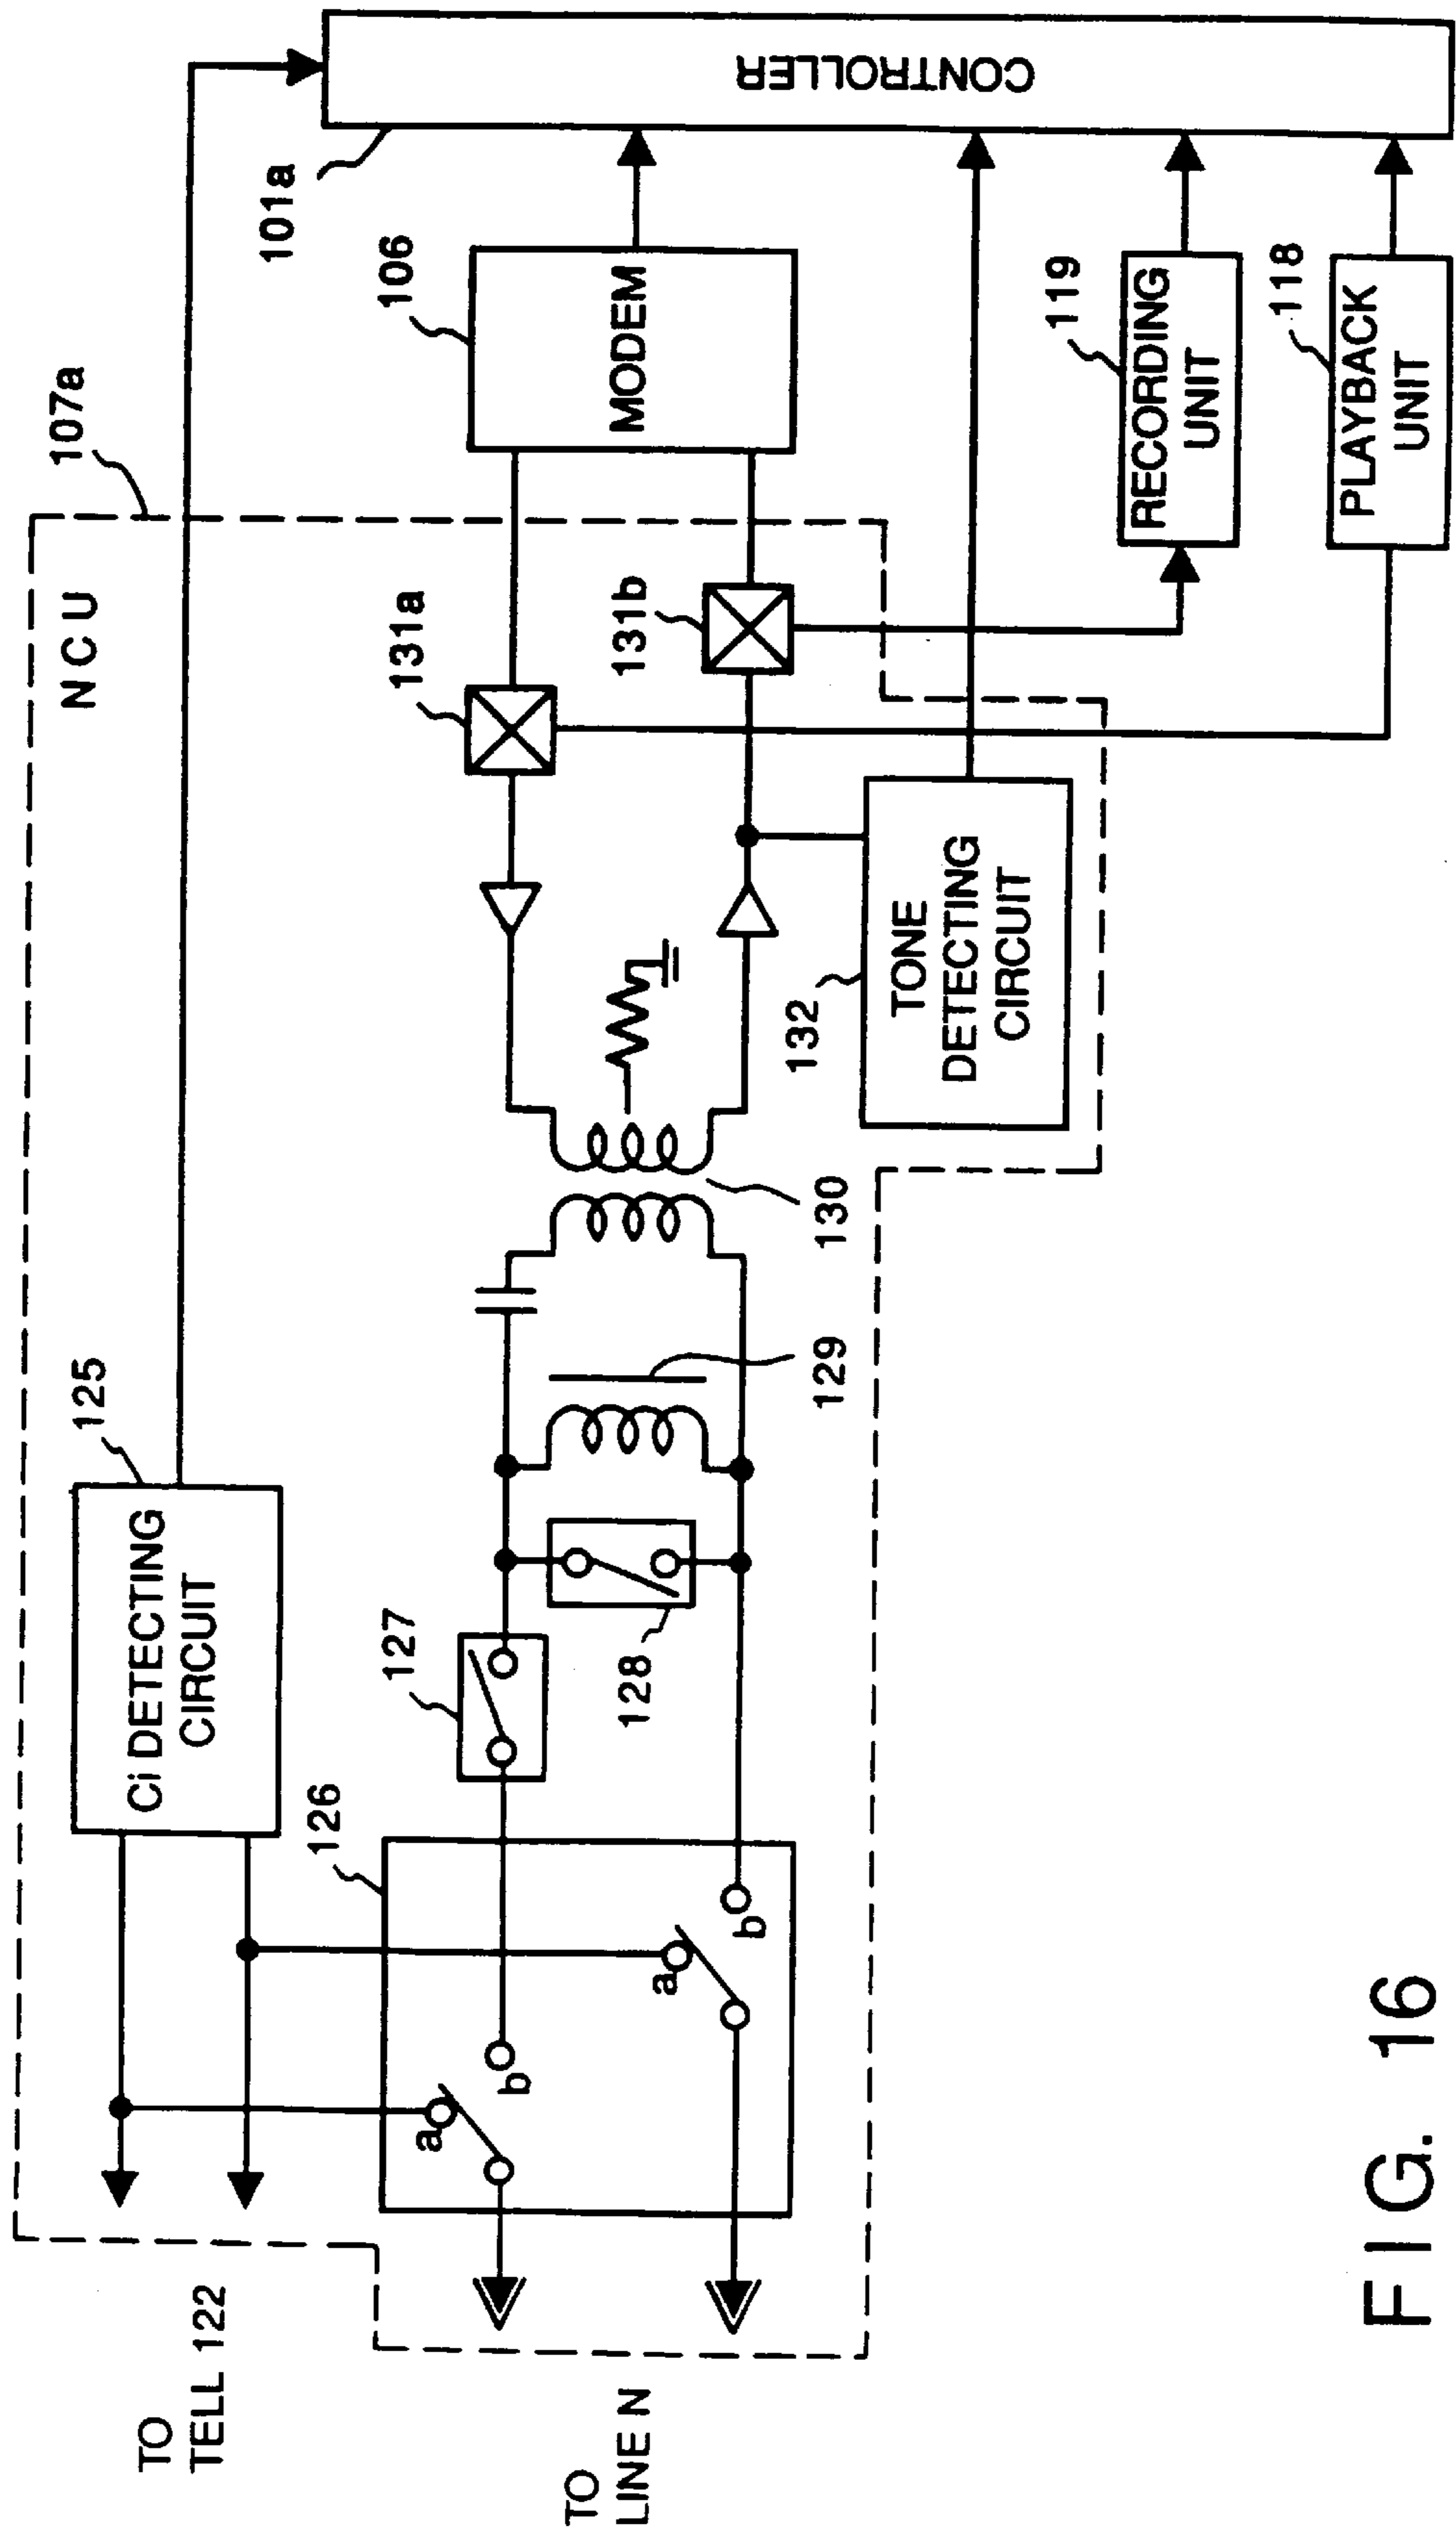 NCU
107a
125
Ci DETECTING
CIRCUIT
TO
TELL 122
126
a
b
a
b
127
128
129
130
131a
131b
106
MODEM
101a
CONTROLLER
132
TONE
DETECTING
CIRCUIT
119
RECORDING
UNIT
118
PLAYBACK
UNIT
TO
LINE N
FIG. 16